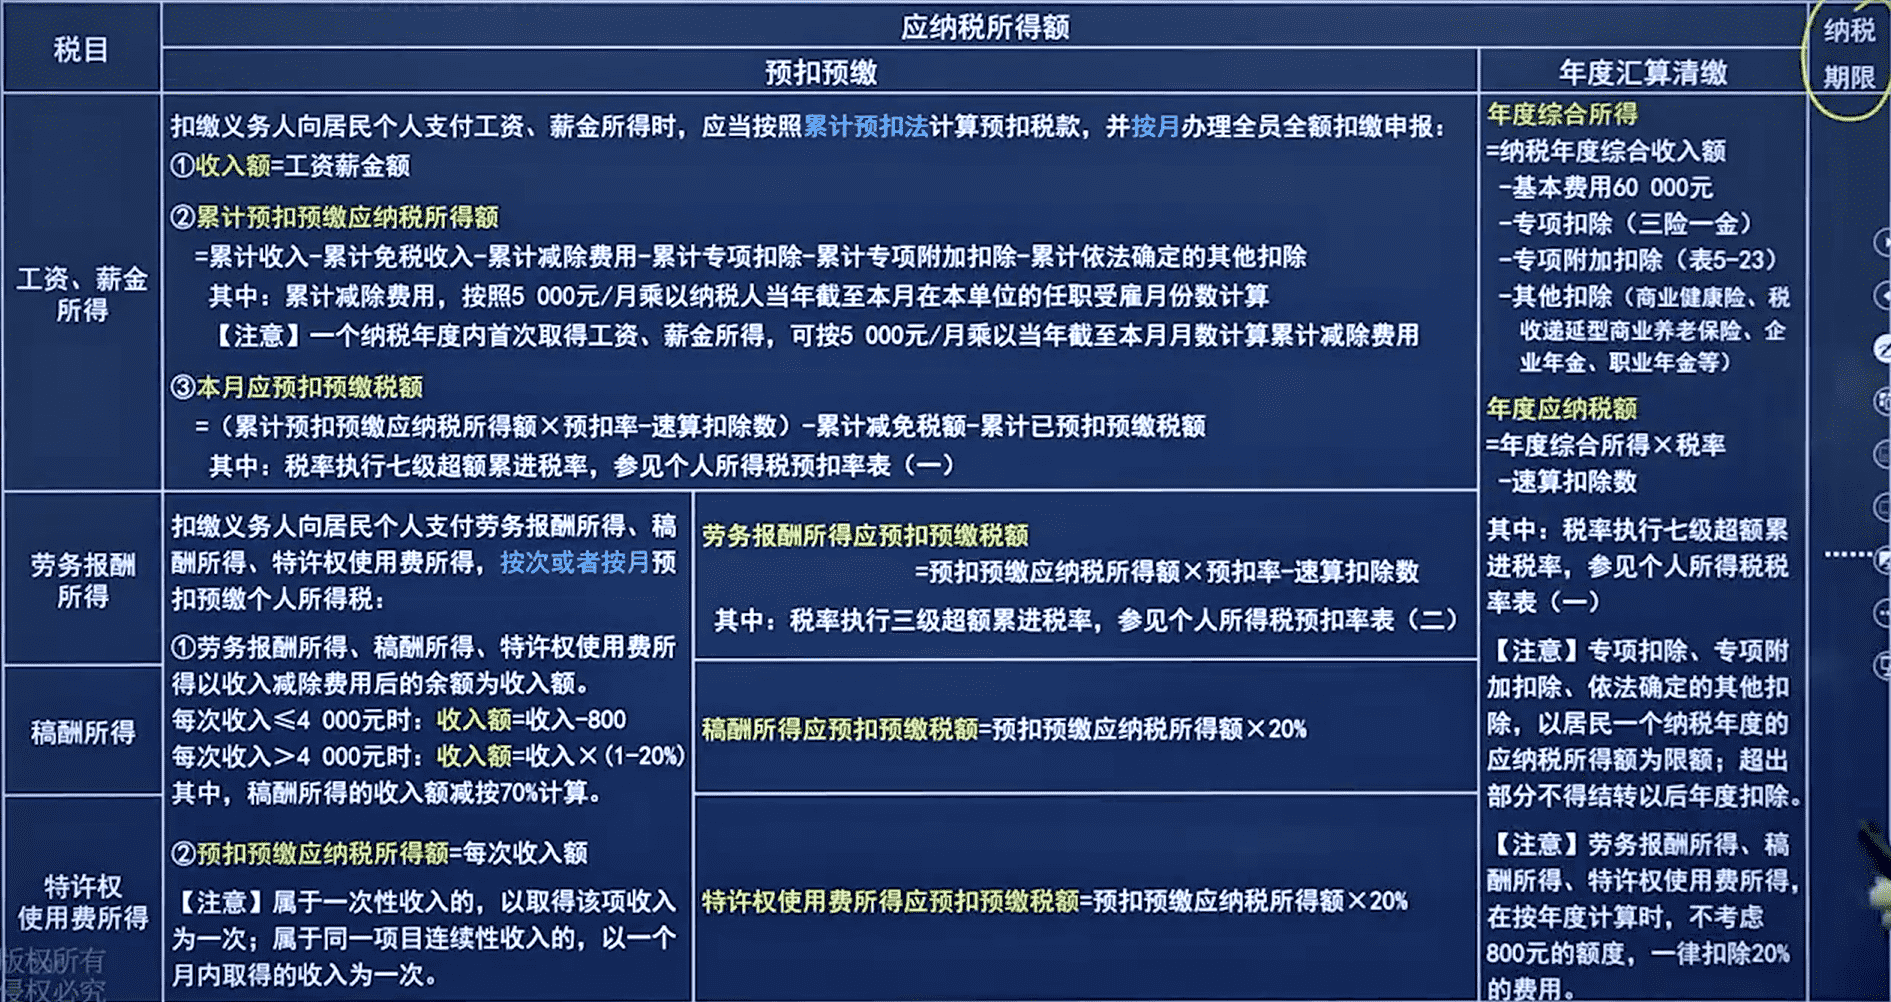 税目
应纳税所得额
纳税
期限
预扣预缴
年度汇算清缴
工资、薪金
所得
扣缴义务人向居民个人支付工资、薪金所得时，应当按照累计预扣法计算预扣税款，并按月办理全员全额扣缴申报：
①收入额=工资薪金额
②累计预扣预缴应纳税所得额
=累计收入-累计免税收入-累计减除费用-累计专项扣除-累计专项附加扣除-累计依法确定的其他扣除
其中：累计减除费用，按照5 000元/月乘以纳税人当年截至本月在本单位的任职受雇月份数计算
【注意】一个纳税年度内首次取得工资、薪金所得，可按5 000元/月乘以当年截至本月月数计算累计减除费用
③本月应预扣预缴税额
=（累计预扣预缴应纳税所得额×预扣率-速算扣除数）-累计减免税额-累计已预扣预缴税额
其中：税率执行七级超额累进税率，参见个人所得税预扣率表（一）
年度综合所得
=纳税年度综合收入额
-基本费用60 000元
-专项扣除（三险一金）
-专项附加扣除（表5-23）
-其他扣除（商业健康险、税
收递延型商业养老保险、企
业年金、职业年金等）
年度应纳税额
=年度综合所得×税率
-速算扣除数
其中：税率执行七级超额累
进税率，参见个人所得税税
率表（一）
【注意】专项扣除、专项附
加扣除、依法确定的其他扣
除，以居民一个纳税年度的
应纳税所得额为限额；超出
部分不得结转以后年度扣除。
【注意】劳务报酬所得、稿
酬所得、特许权使用费所得，
在按年度计算时，不考虑
800元的额度，一律扣除20%
的费用。
劳务报酬
所得
稿酬所得
特许权
使用费所得
扣缴义务人向居民个人支付劳务报酬所得、稿
酬所得、特许权使用费所得，按次或者按月预
扣预缴个人所得税：
①劳务报酬所得、稿酬所得、特许权使用费所
得以收入减除费用后的余额为收入额。
每次收入≤4 000元时：收入额=收入-800
每次收入>4 000元时：收入额=收入×(1-20%)
其中，稿酬所得的收入额减按70%计算。
②预扣预缴应纳税所得额=每次收入额
【注意】属于一次性收入的，以取得该项收入
为一次；属于同一项目连续性收入的，以一个
月内取得的收入为一次。
劳务报酬所得应预扣预缴税额
=预扣预缴应纳税所得额×预扣率-速算扣除数
其中：税率执行三级超额累进税率，参见个人所得税预扣率表（二）
稿酬所得应预扣预缴税额=预扣预缴应纳税所得额×20%
特许权使用费所得应预扣预缴税额=预扣预缴应纳税所得额×20%
版权所有
侵权必究